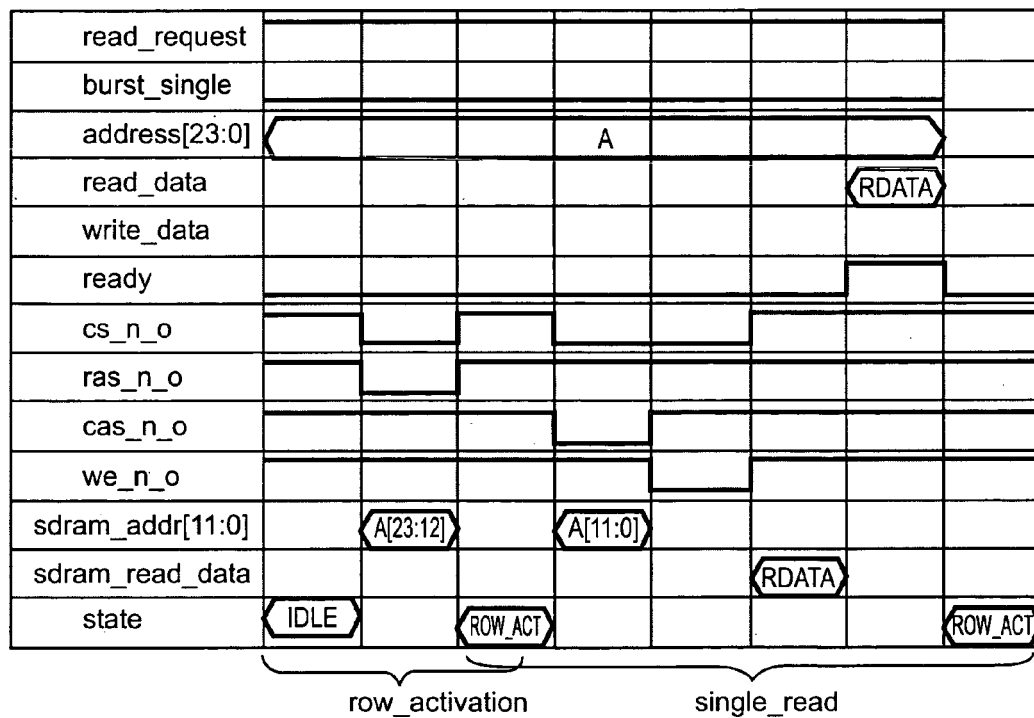 read_request
burst_single
address[23:0] A
read_data RDATA
write_data
ready
cs_n_o
ras_n_o
cas_n_o
we_n_o
sdram_addr[11:0] A[23:12] A[11:0]
sdram_read_data RDATA
state IDLE ROW_ACT ROW_ACT
row_activation single_read